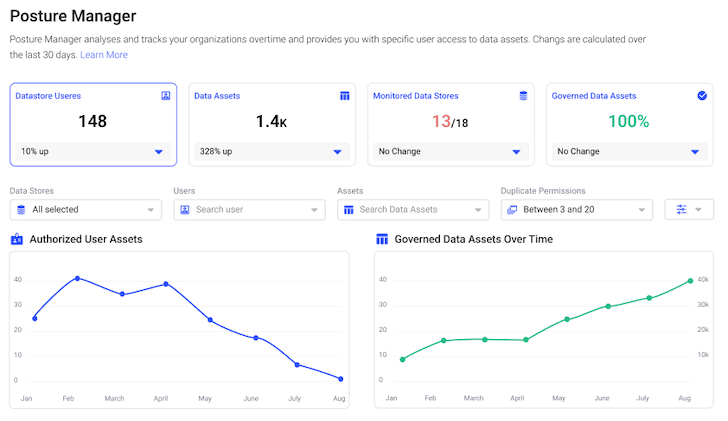 Posture Manager
Posture Manager analyses and tracks your organizations overtime and provides you with specific user access to data assets. Changs are calculated over
the last 30 days. Learn More
Datastore Useres
148
10% up
Data Assets
1.4K
328% up
Monitored Data Stores
13/18
No Change
Governed Data Assets
100%
No Change
Data Stores
All selected
Users
Search user
Assets
Search Data Assets
Duplicate Permissions
Between 3 and 20
Authorized User Assets
40
30
20
10
0
Jan Feb March April May June July Aug
Governed Data Assets Over Time
40 40k
30 30k
20 20k
10 10k
0
Jan Feb March April May June July Aug